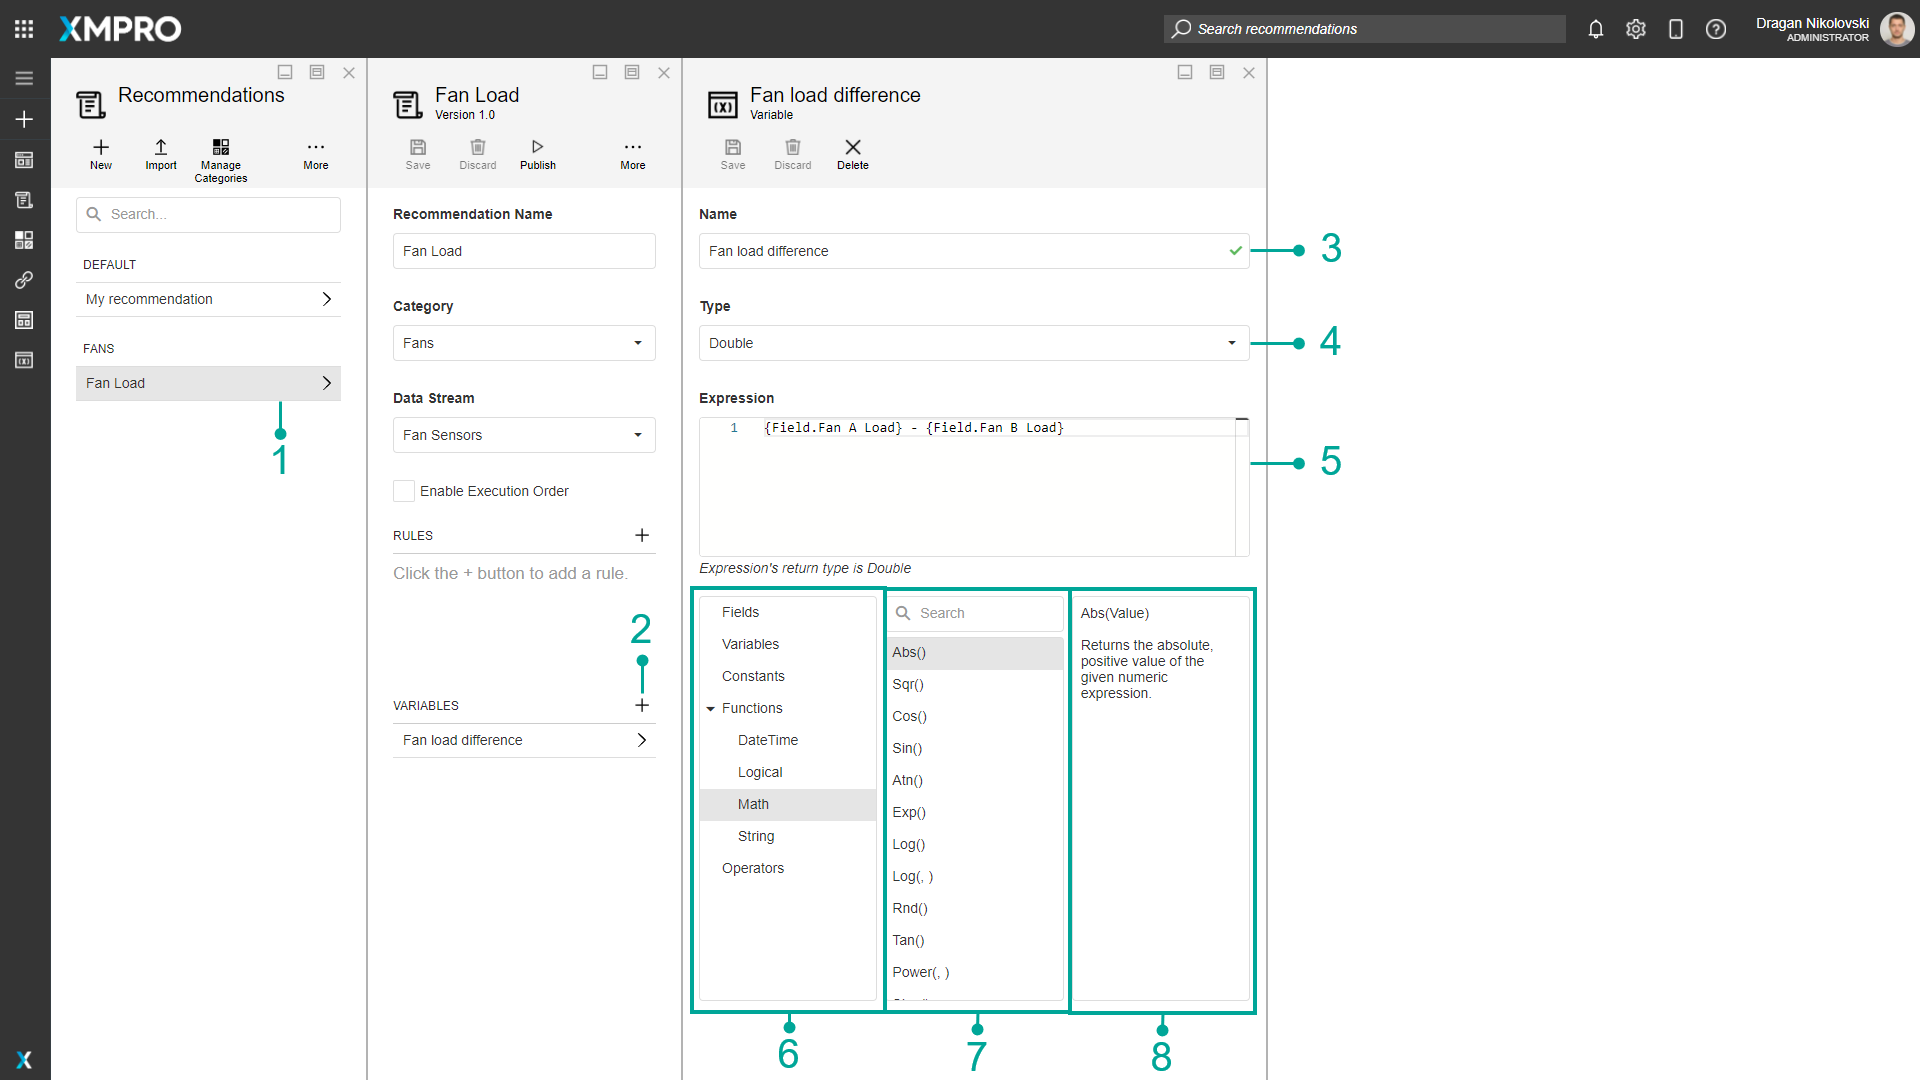 XMPRO
Search recommendations
Dragan Nikolovski
ADMINISTRATOR
Recommendations
New
Import
Manage
Categories
More
Search...
DEFAULT
My recommendation
FANS
Fan Load
1
Fan Load
Version 1.0
Save
Discard
Publish
More
Recommendation Name
Fan Load
Category
Fans
Data Stream
Fan Sensors
Enable Execution Order
RULES
Click the + button to add a rule.
2
VARIABLES
Fan load difference
Fan load difference
Variable
Save
Discard
Delete
Name
Fan load difference
3
Type
Double
4
Expression
1 {Field.Fan A Load} - {Field.Fan B Load}
5
Expression's return type is Double
Fields
Variables
Constants
Functions
DateTime
Logical
Math
String
Operators
6
Search
Abs()
Sqr()
Cos()
Sin()
Atn()
Exp()
Log()
Log(, )
Rnd()
Tan()
Power(, )
7
Abs(Value)
Returns the absolute,
positive value of the
given numeric
expression.
8